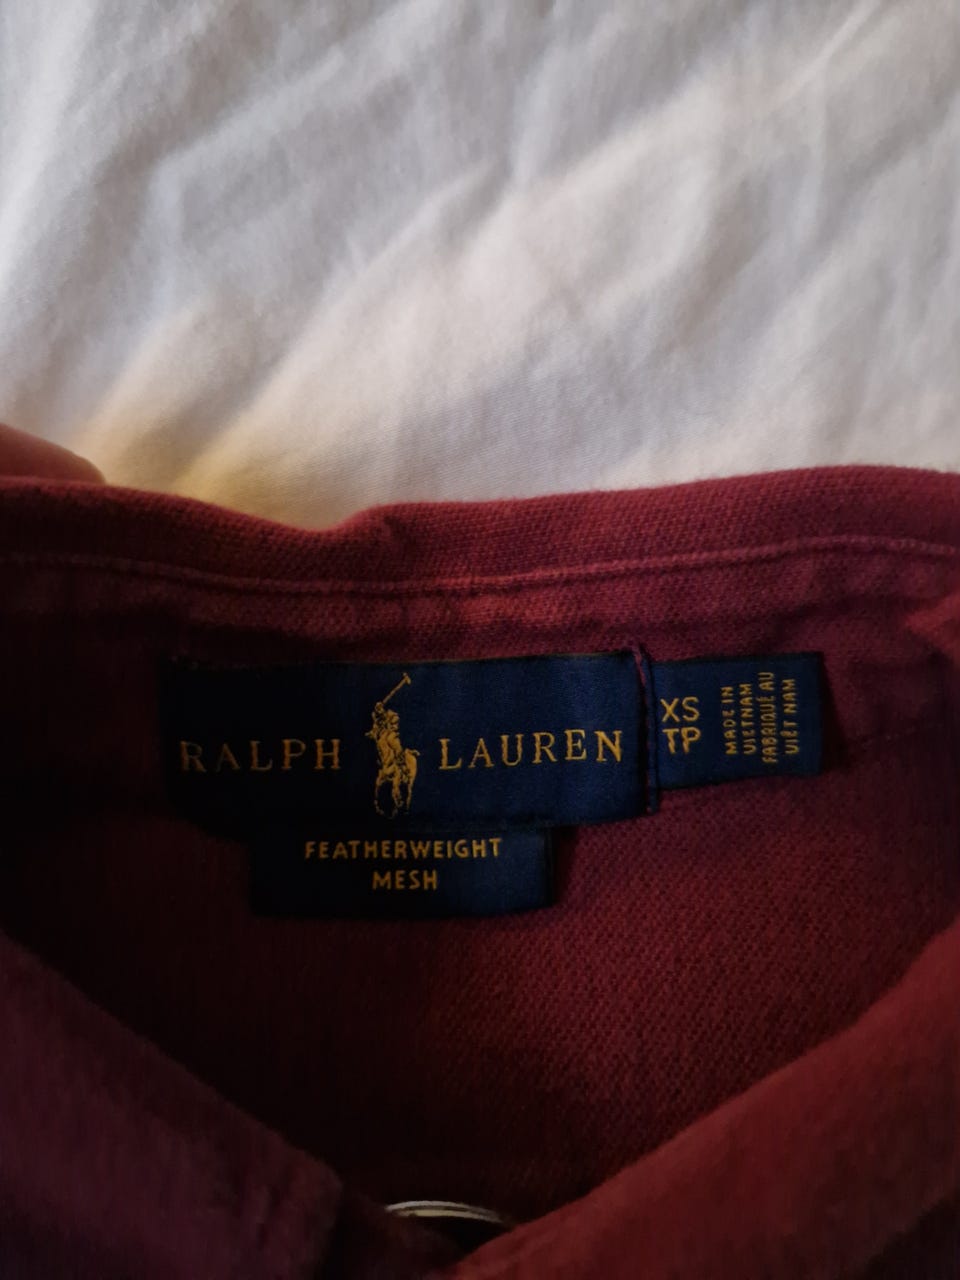 RALPH LAUREN
FEATHERWEIGHT
MESH
XS
TP
MADE IN
VIETNAM
FABRIQUÉ AU
VIÊT NAM